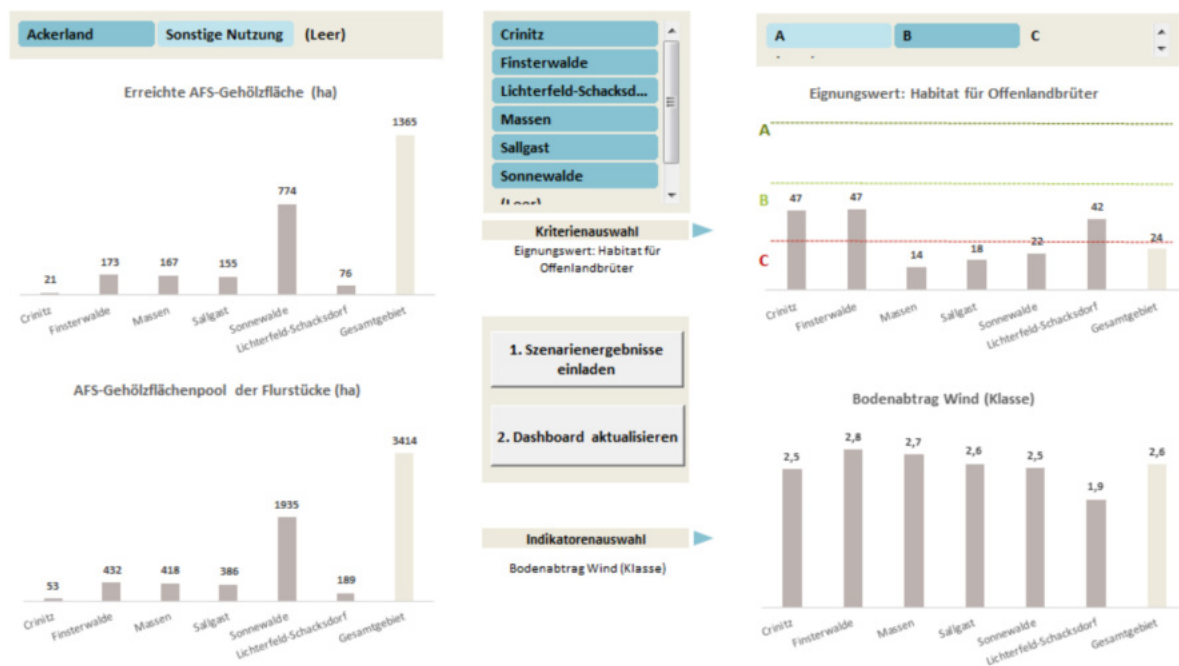 Ackerland Sonstige Nutzung (Leer)
Erreichte AFS-Gehölzfläche (ha)
1365
774
173
167
155
76
21
Crinitz
Finsterwalde
Massen
Sallgast
Sonnewalde
Lichterfeld-Schacksdorf
Gesamtgebiet
AFS-Gehölzflächenpool der Flurstücke (ha)
3414
1935
432
418
386
189
53
Crinitz
Finsterwalde
Massen
Sallgast
Sonnewalde
Lichterfeld-Schacksdorf
Gesamtgebiet
Crinitz
Finsterwalde
Lichterfeld-Schacksd...
Massen
Sallgast
Sonnewalde
(Leer)
Kriterienauswahl
Eignungswert: Habitat für
Offenlandbrüter
1. Szenarienergebnisse
einladen
2. Dashboard aktualisieren
Indikatorenauswahl
Bodenabtrag Wind (Klasse)
A B C
Eignungswert: Habitat für Offenlandbrüter
A
B
C
47
47
14
18
22
42
24
Crinitz
Finsterwalde
Massen
Sallgast
Sonnewalde
Lichterfeld-Schacksdorf
Gesamtgebiet
Bodenabtrag Wind (Klasse)
2,5
2,8
2,7
2,6
2,5
1,9
2,6
Crinitz
Finsterwalde
Massen
Sallgast
Sonnewalde
Lichterfeld-Schacksdorf
Gesamtgebiet